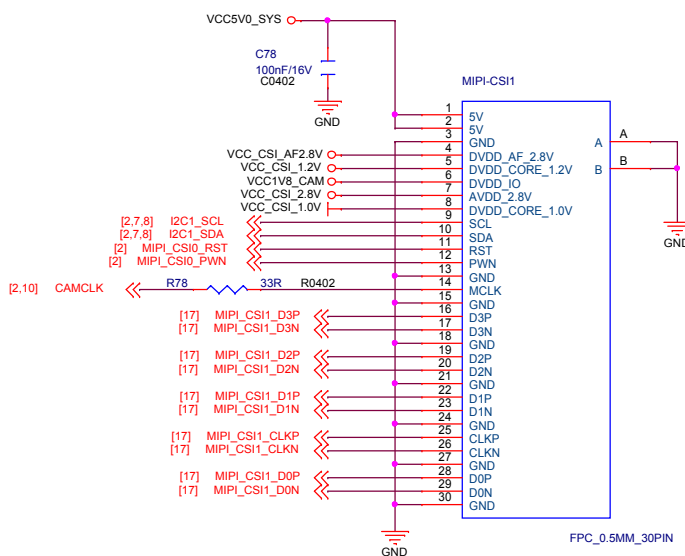 VCC5V0_SYS
C78
100nF/16V
C0402
GND
MIPI-CSI1
1 5V
2 5V
3 GND
VCC_CSI_AF2.8V 4 DVDD_AF_2.8V
VCC_CSI_1.2V 5 DVDD_CORE_1.2V
VCC1V8_CAM 6 DVDD_IO
VCC_CSI_2.8V 7 AVDD_2.8V
VCC_CSI_1.0V 8 DVDD_CORE_1.0V
[2,7,8] I2C1_SCL 9 SCL
[2,7,8] I2C1_SDA 10 SDA
[2] MIPI_CSI0_RST 11 RST
[2] MIPI_CSI0_PWN 12 PWN
13 GND
[2,10] CAMCLK R78 33R R0402 14 MCLK
15 GND
[17] MIPI_CSI1_D3P 16 D3P
[17] MIPI_CSI1_D3N 17 D3N
18 GND
[17] MIPI_CSI1_D2P 19 D2P
[17] MIPI_CSI1_D2N 20 D2N
21 GND
[17] MIPI_CSI1_D1P 22 D1P
[17] MIPI_CSI1_D1N 23 D1N
24 GND
[17] MIPI_CSI1_CLKP 25 CLKP
[17] MIPI_CSI1_CLKN 26 CLKN
27 GND
[17] MIPI_CSI1_D0P 28 D0P
[17] MIPI_CSI1_D0N 29 D0N
30 GND
A A
B B
GND
GND
FPC_0.5MM_30PIN